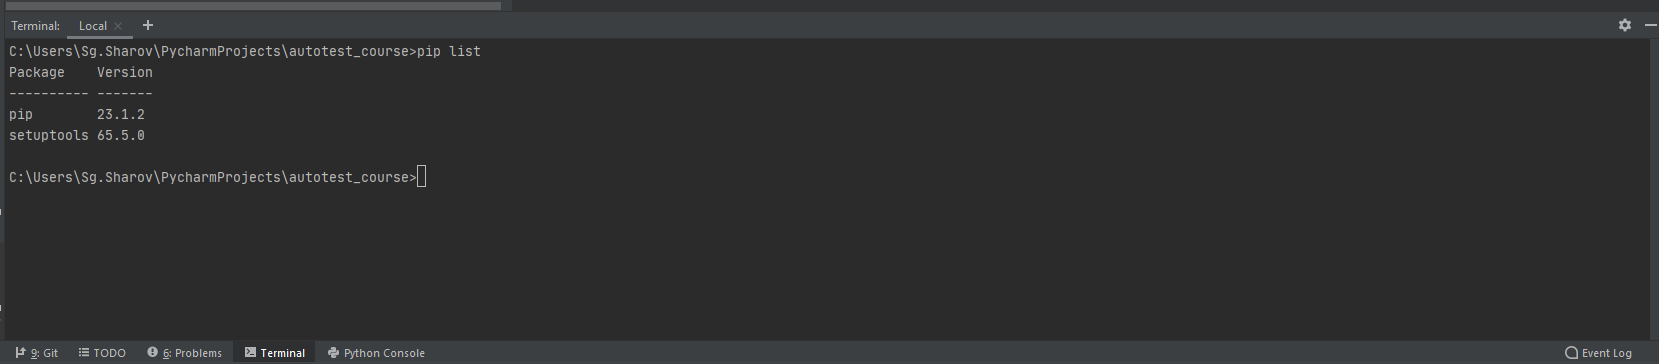 Terminal: Local × +
C:\Users\Sg.Sharov\PycharmProjects\autotest_course>pip list
Package    Version
---------- -------
pip        23.1.2
setuptools 65.5.0
C:\Users\Sg.Sharov\PycharmProjects\autotest_course>
9: Git TODO 6: Problems Terminal Python Console Event Log